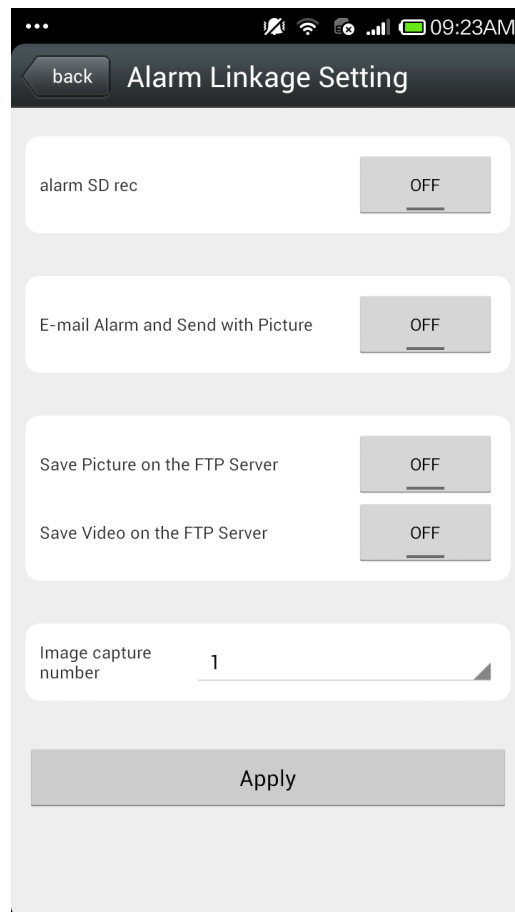 09:23AM
back Alarm Linkage Setting
alarm SD rec OFF
E-mail Alarm and Send with Picture OFF
Save Picture on the FTP Server OFF
Save Video on the FTP Server OFF
Image capture
number
1
Apply